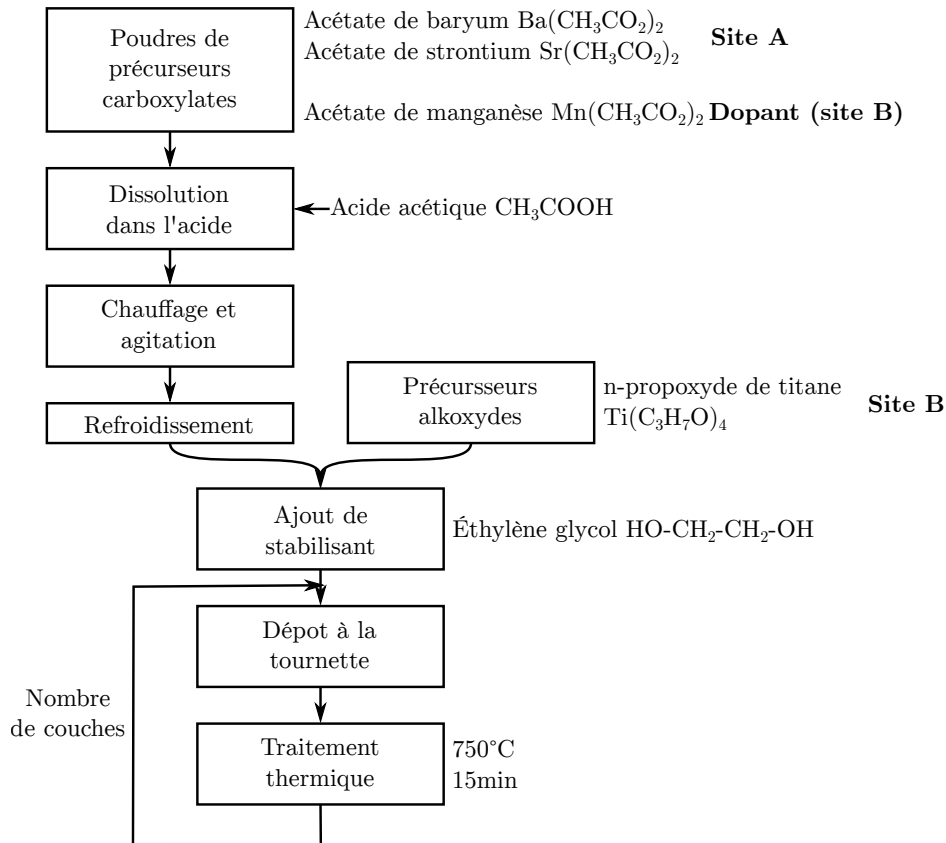 Poudres de
précurseurs
carboxylates
Acétate de baryum Ba(CH₃CO₂)₂
Acétate de strontium Sr(CH₃CO₂)₂
Site A
Acétate de manganèse Mn(CH₃CO₂)₂ Dopant (site B)
Dissolution
dans l'acide
Acide acétique CH₃COOH
Chauffage et
agitation
Refroidissement
Précursseurs
alkoxydes
n-propoxyde de titane
Ti(C₃H₇O)₄
Site B
Ajout de
stabilisant
Éthylène glycol HO-CH₂-CH₂-OH
Dépot à la
tournette
Nombre
de couches
Traitement
thermique
750°C
15min